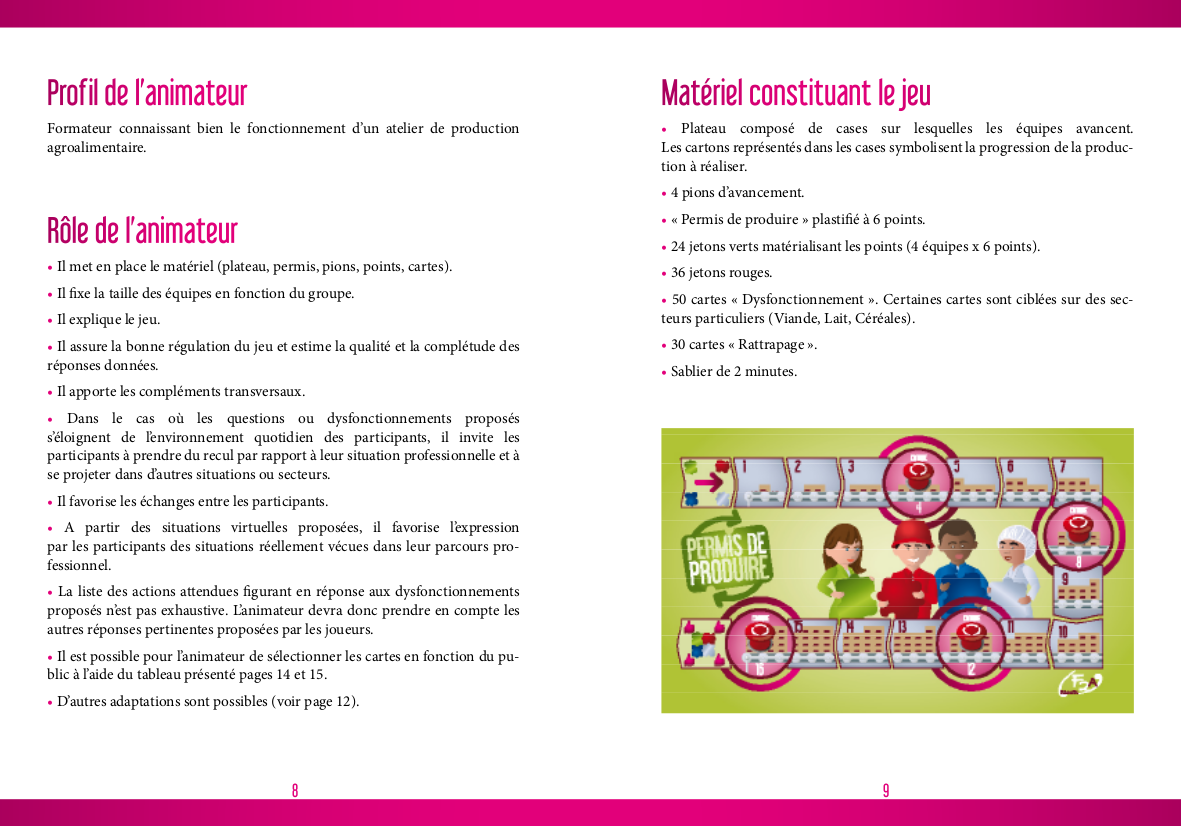 Profil de l'animateur
Formateur connaissant bien le fonctionnement d'un atelier de production
agroalimentaire.
Rôle de l'animateur
• Il met en place le matériel (plateau, permis, pions, points, cartes).
• Il fixe la taille des équipes en fonction du groupe.
• Il explique le jeu.
• Il assure la bonne régulation du jeu et estime la qualité et la complétude des
réponses données.
• Il apporte les compléments transversaux.
• Dans le cas où les questions ou dysfonctionnements proposés
s'éloignent de l'environnement quotidien des participants, il invite les
participants à prendre du recul par rapport à leur situation professionnelle et à
se projeter dans d'autres situations ou secteurs.
• Il favorise les échanges entre les participants.
• A partir des situations virtuelles proposées, il favorise l'expression
par les participants des situations réellement vécues dans leur parcours pro-
fessionnel.
• La liste des actions attendues figurant en réponse aux dysfonctionnements
proposés n'est pas exhaustive. L'animateur devra donc prendre en compte les
autres réponses pertinentes proposées par les joueurs.
• Il est possible pour l'animateur de sélectionner les cartes en fonction du pu-
blic à l'aide du tableau présenté pages 14 et 15.
• D'autres adaptations sont possibles (voir page 12).
8
Matériel constituant le jeu
• Plateau composé de cases sur lesquelles les équipes avancent.
Les cartons représentés dans les cases symbolisent la progression de la produc-
tion à réaliser.
• 4 pions d'avancement.
• « Permis de produire » plastifié à 6 points.
• 24 jetons verts matérialisant les points (4 équipes x 6 points).
• 36 jetons rouges.
• 50 cartes « Dysfonctionnement ». Certaines cartes sont ciblées sur des sec-
teurs particuliers (Viande, Lait, Céréales).
• 30 cartes « Rattrapage ».
• Sablier de 2 minutes.
1 2 3 4 5 6 7
8
PERMIS DE
PRODUIRE
9
16 15 14 13 12 11 10
9